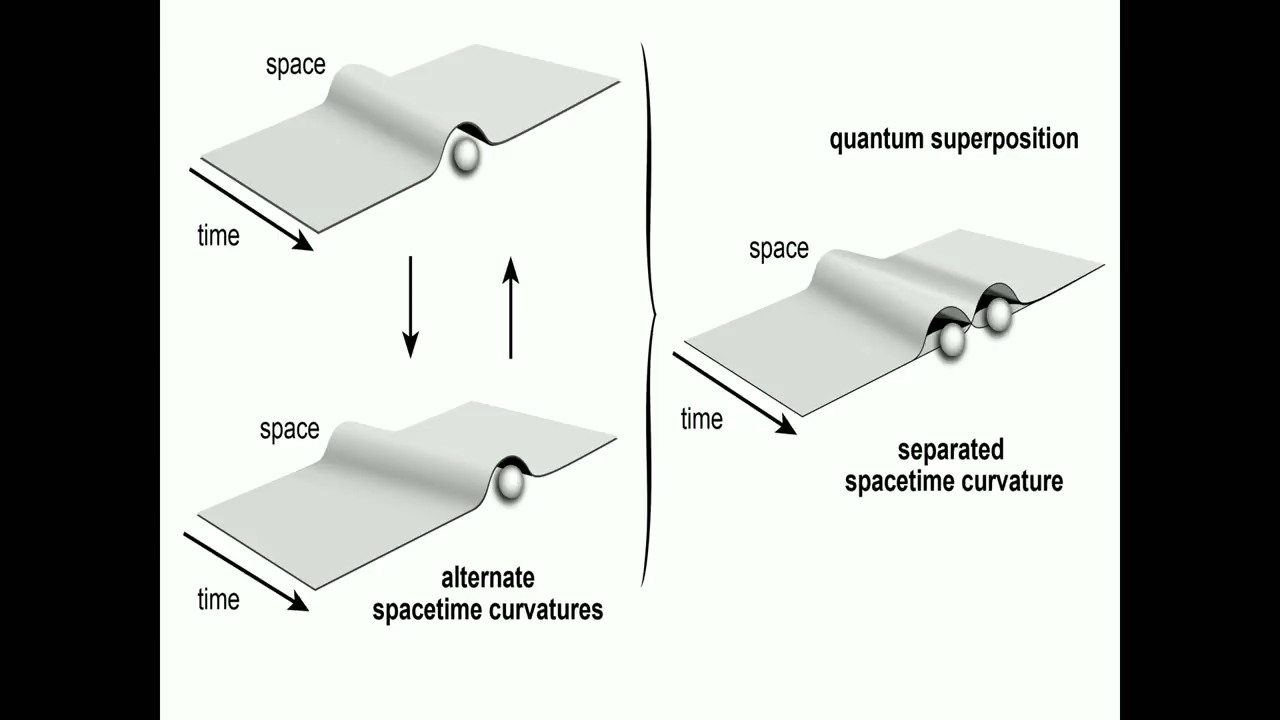 space
time
space
time
alternate
spacetime curvatures
quantum superposition
space
time
separated
spacetime curvature